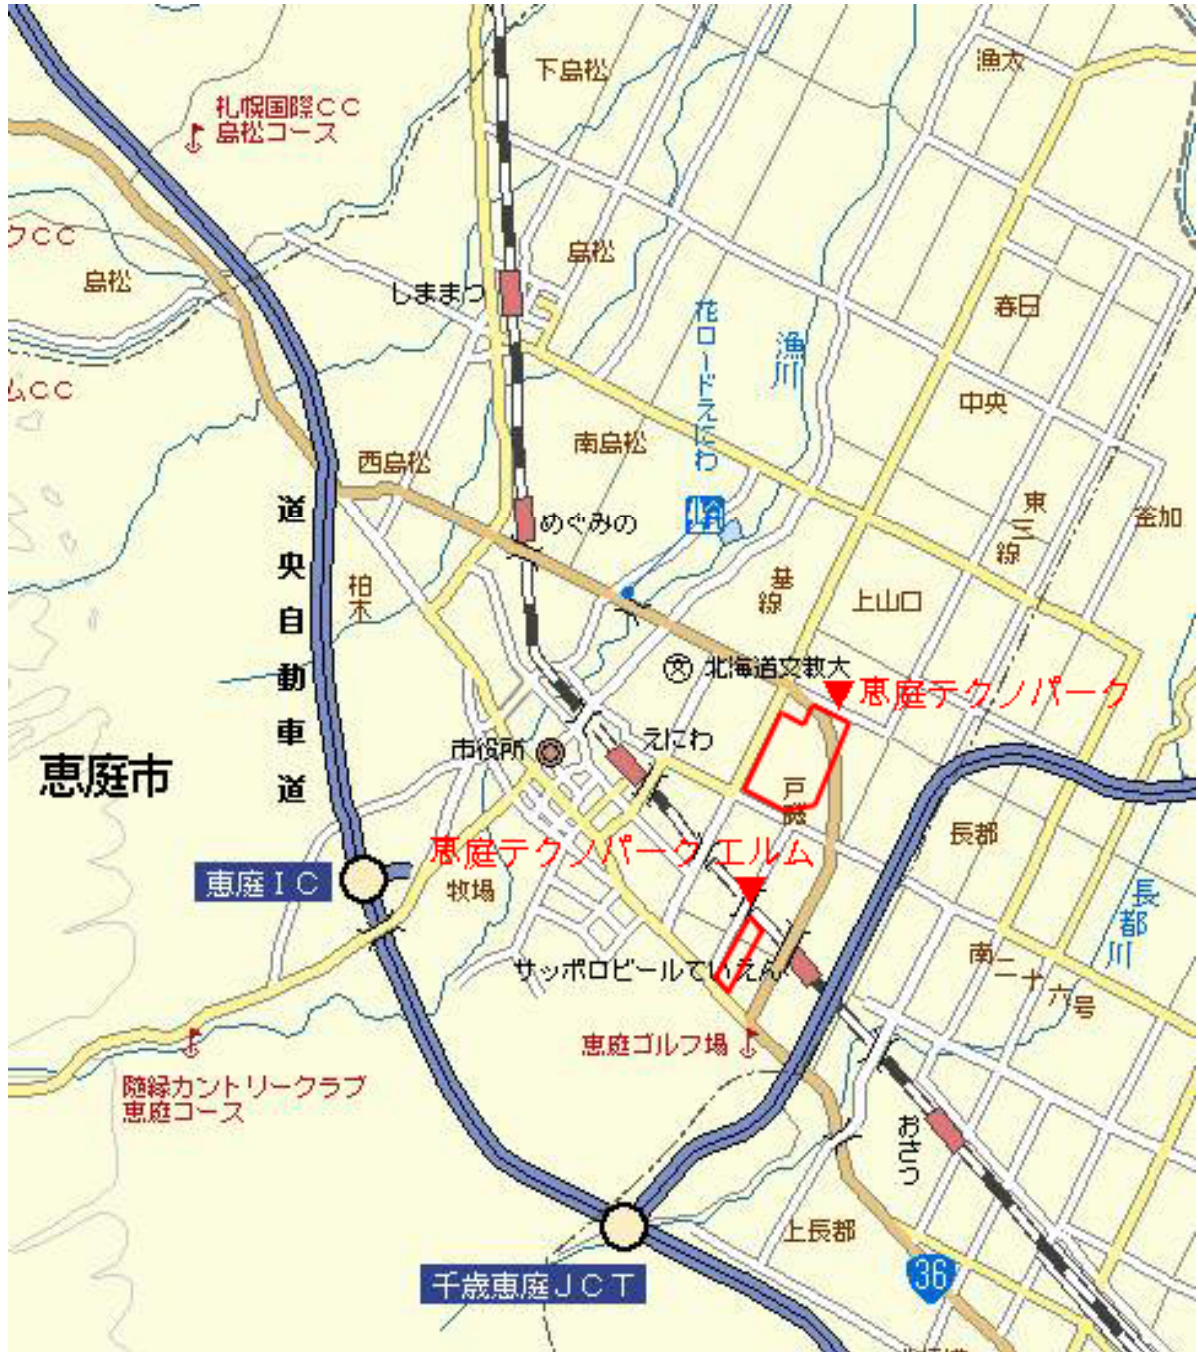 下島松
漁太
札幌国際CC
島松コース
クCC
島松
島松
しままつ
春日
花ロードえにわ
漁川
ムCC
中央
南島松
西島松
東三線
釜加
めぐみの
道央自動車道
柏木
基線
上山口
北海道文教大
恵庭テクノパーク
市役所
えにわ
恵庭市
戸磯
長都
恵庭テクノパーク エルム
恵庭IC
牧場
長都川
サッポロビールていえん
南二十六号
恵庭ゴルフ場
随縁カントリークラブ
恵庭コース
おさつ
上長都
36
千歳恵庭JCT